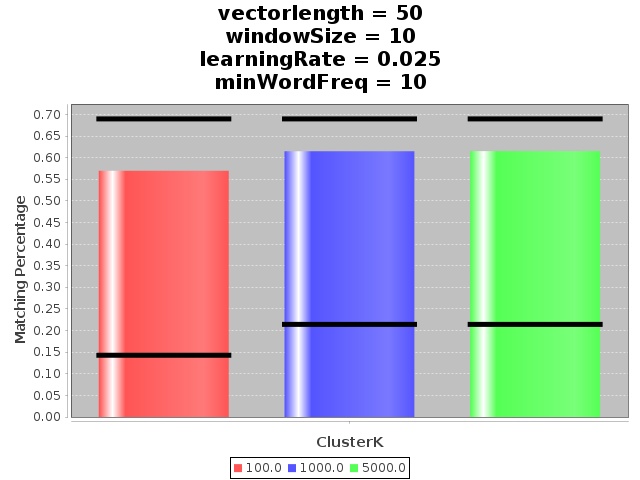 vectorlength = 50
windowSize = 10
learningRate = 0.025
minWordFreq = 10
Matching Percentage
0.70
0.65
0.60
0.55
0.50
0.45
0.40
0.35
0.30
0.25
0.20
0.15
0.10
0.05
0.00
ClusterK
100.0 1000.0 5000.0